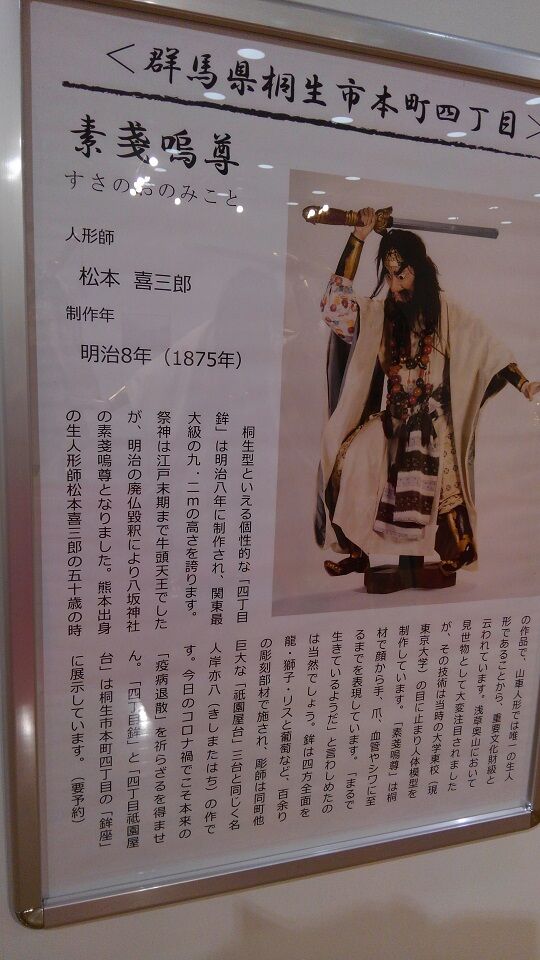 ＜群馬県桐生市本町四丁目＞
素戔嗚尊
すさのおのみこと
人形師
松本 喜三郎
制作年
明治8年（1875年）
桐生型といえる個性的な「四丁目
鉾」は明治八年に制作され、関東最
大級の九．二ｍの高さを誇ります。
祭神は江戸末期まで牛頭天王でした
が、明治の廃仏毀釈により八坂神社
の素戔嗚尊となりました。熊本出身
の生人形師松本喜三郎の五十歳の時
の作品で、山車人形では唯一の生人
形であることから、重要文化財級と
云われています。浅草奥山において
見世物として大変注目されました
が、その技術は当時の大学東校（現
東京大学）の目に止まり人体模型を
制作しています。「素戔嗚尊」は桐
材で顔から手、爪、血管やシワに至
るまでを表現しています。「まるで
生きているようだ」と言わしめたの
は当然でしょう。鉾は四方全面を
龍・獅子・リスと葡萄など、百余り
の彫刻部材で施され、彫師は同町他
巨大な「祇園屋台」三台と同じく名
人岸亦八（きしまたはち）の作で
す。今日のコロナ禍でこそ本来の
「疫病退散」を祈らざるを得ませ
ん。「四丁目鉾」と「四丁目祇園屋
台」は桐生市本町四丁目の「鉾座」
に展示しています。（要予約）